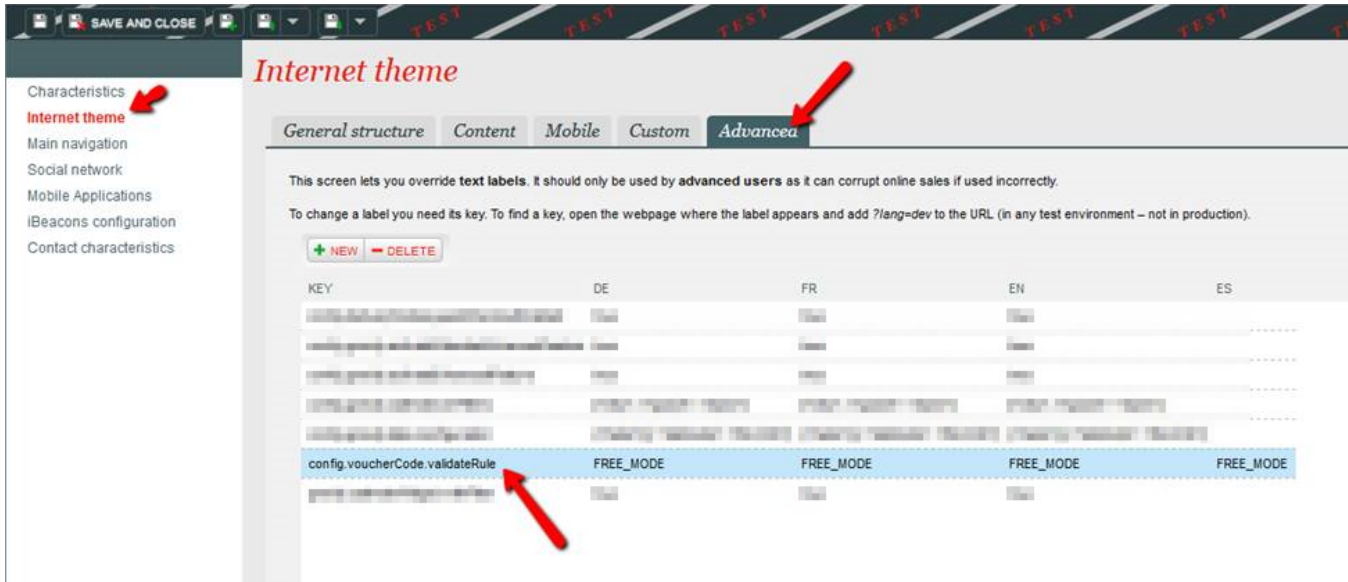 SAVE AND CLOSE
TEST TEST TEST TEST TEST TEST
Internet theme
Characteristics
Internet theme
Main navigation
Social network
Mobile Applications
iBeacons configuration
Contact characteristics
General structure Content Mobile Custom Advanced
This screen lets you override text labels. It should only be used by advanced users as it can corrupt online sales if used incorrectly.
To change a label you need its key. To find a key, open the webpage where the label appears and add ?lang=dev to the URL (in any test environment – not in production).
NEW DELETE
KEY DE FR EN ES
config.voucherCode.validateRule FREE_MODE FREE_MODE FREE_MODE FREE_MODE